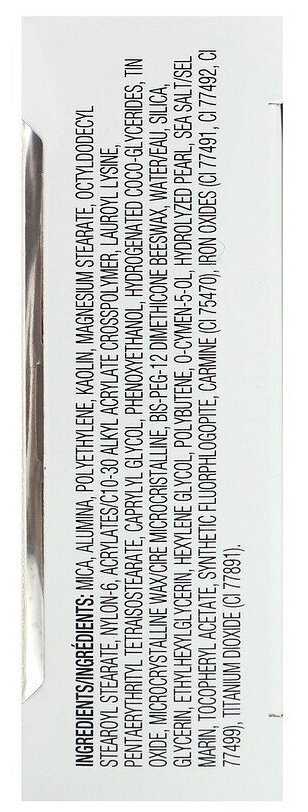 INGREDIENTS/INGRÉDIENTS: MICA, ALUMINA, POLYETHYLENE, KAOLIN, MAGNESIUM STEARATE, OCTYLDODECYL
STEAROYL STEARATE, NYLON-6, ACRYLATES/C10-30 ALKYL ACRYLATE CROSSPOLYMER, LAUROYL LYSINE,
PENTAERYTHRITYL TETRAISOSTEARATE, CAPRYLYL GLYCOL, PHENOXYETHANOL, HYDROGENATED COCO-GLYCERIDES, TIN
OXIDE, MICROCRYSTALLINE WAX/CIRE MICROCRISTALLINE, BIS-PEG-12 DIMETHICONE BEESWAX, WATER/EAU, SILICA,
GLYCERIN, ETHYLHEXYLGLYCERIN, HEXYLENE GLYCOL, POLYBUTENE, O-CYMEN-5-OL, HYDROLYZED PEARL, SEA SALT/SEL
MARIN, TOCOPHERYL ACETATE, SYNTHETIC FLUORPHLOGOPITE, CARMINE (CI 75470), IRON OXIDES (CI 77491, CI 77492, CI
77499), TITANIUM DIOXIDE (CI 77891).